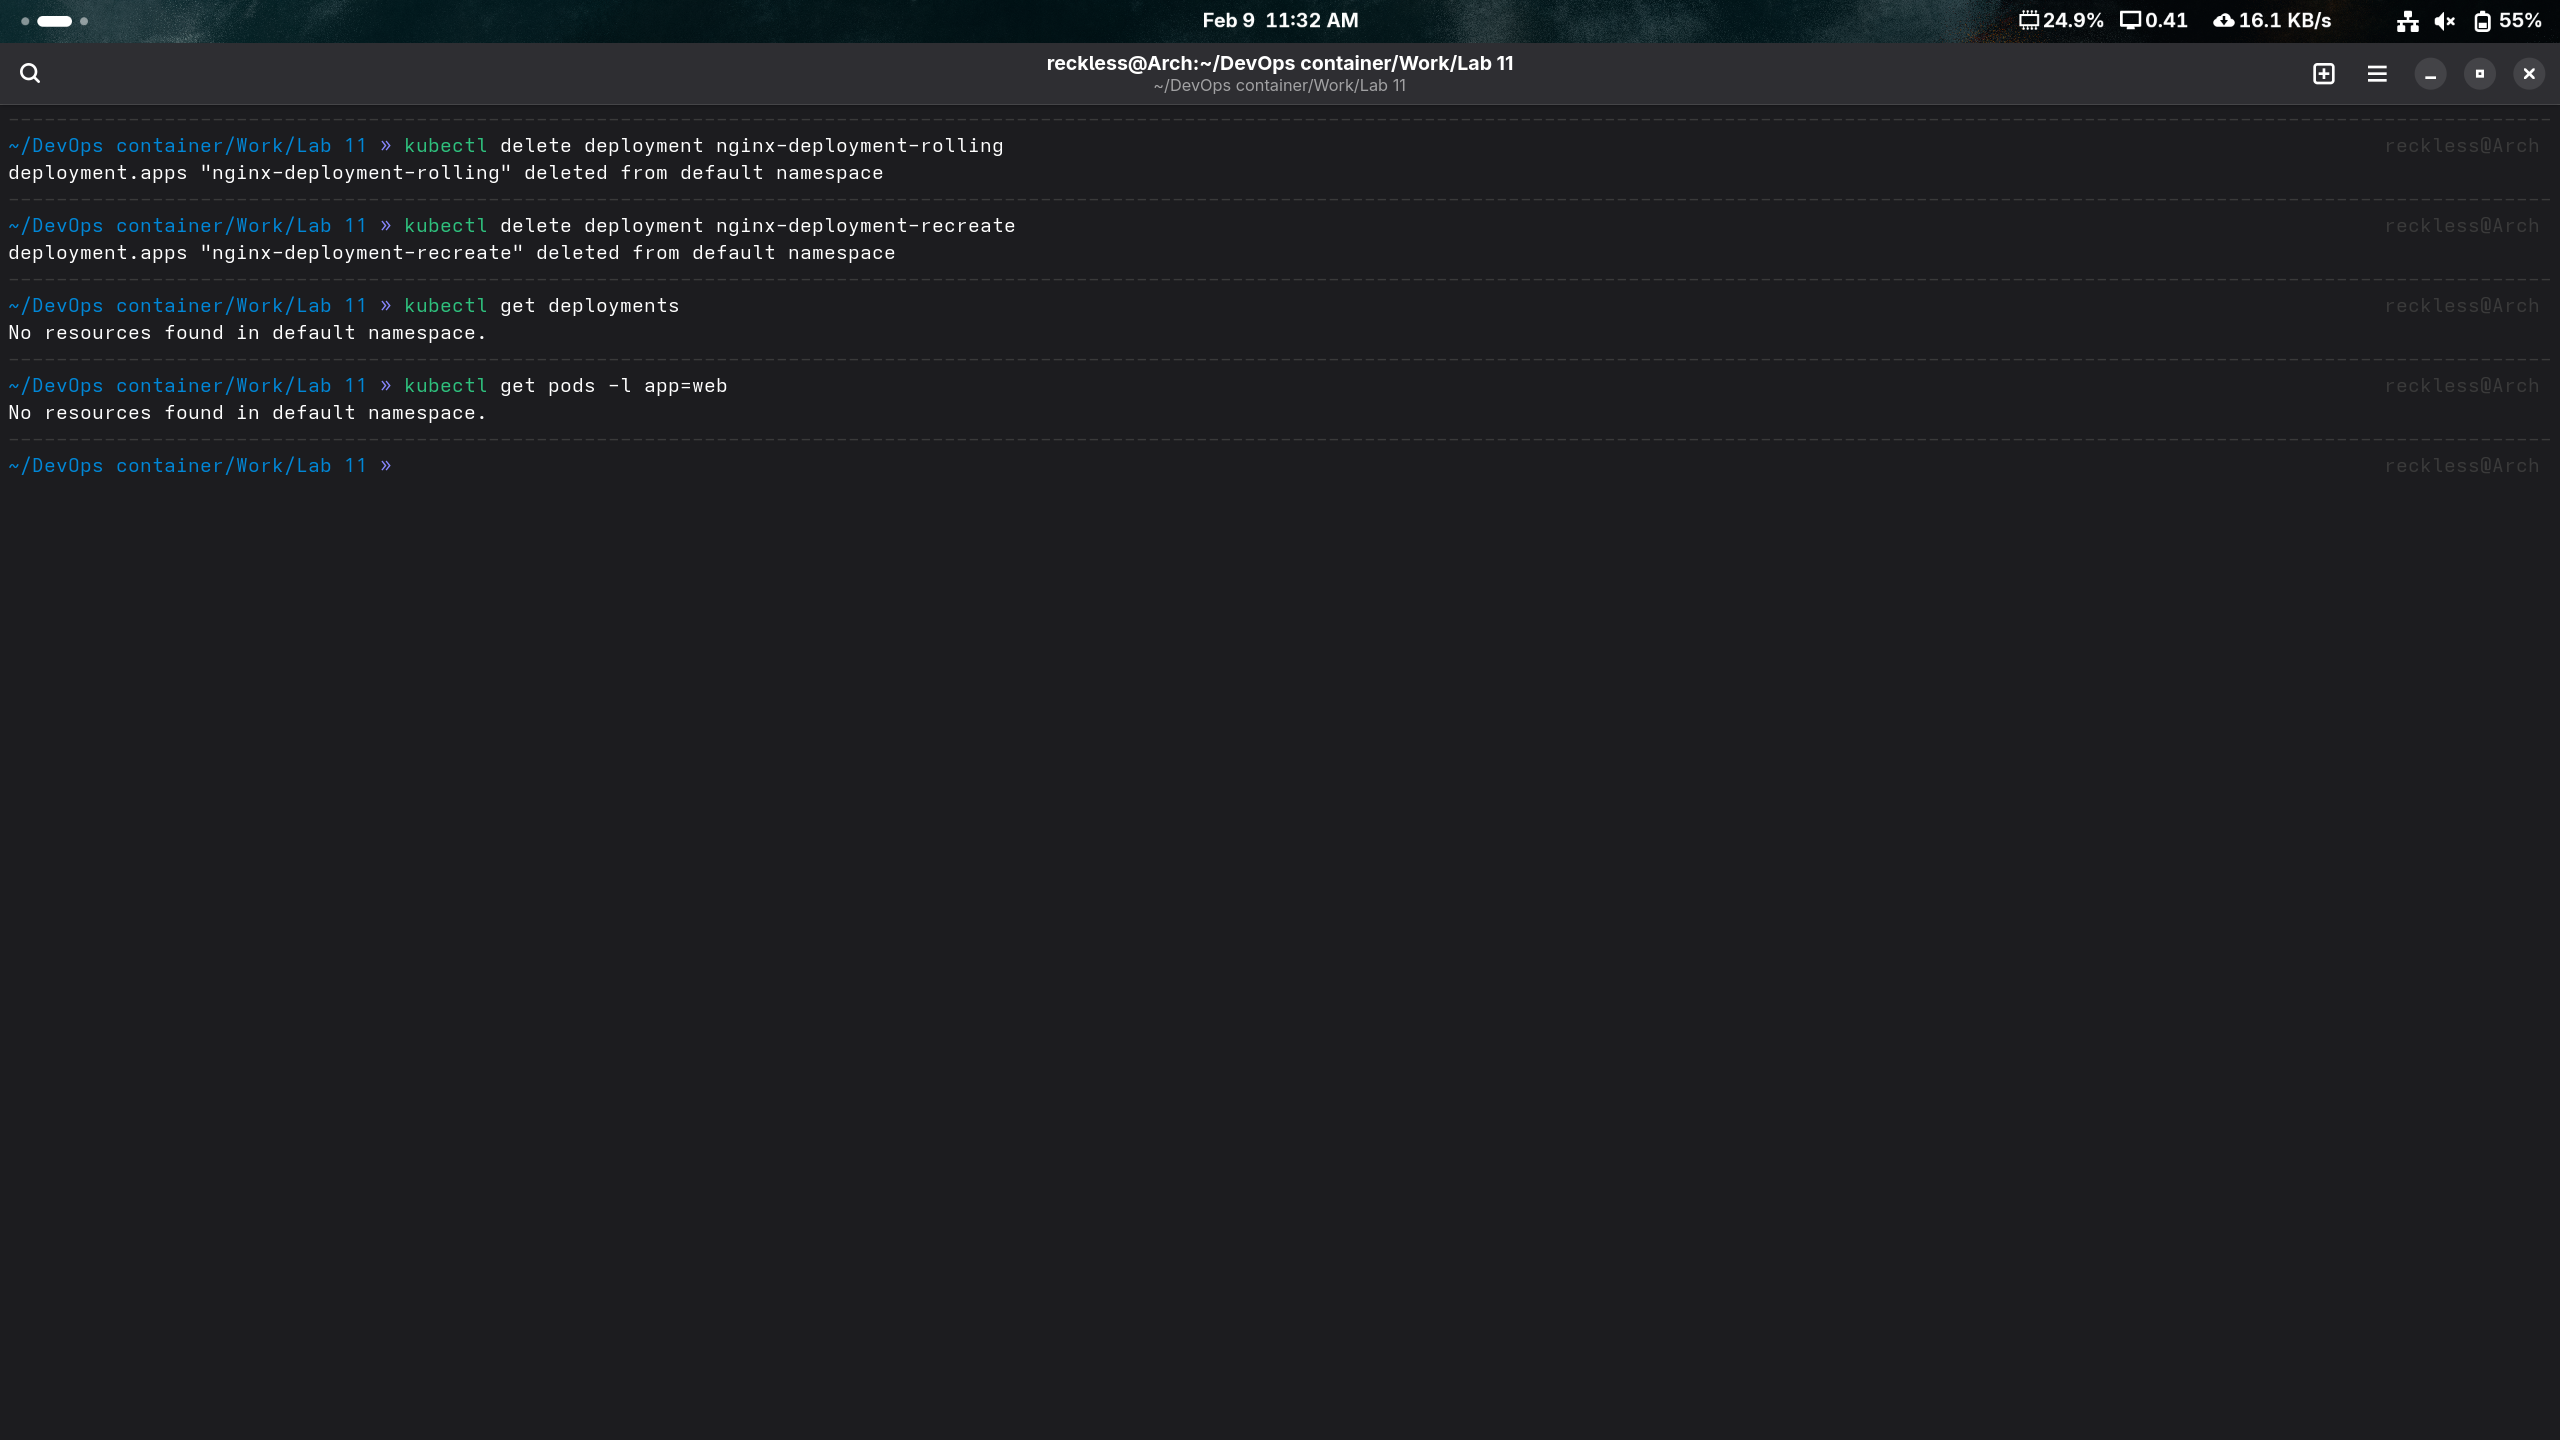 Feb 9 11:32 AM
24.9% 0.41 16.1 KB/s 55%
reckless@Arch:~/DevOps container/Work/Lab 11
~/DevOps container/Work/Lab 11
~/DevOps container/Work/Lab 11 » kubectl delete deployment nginx-deployment-rolling reckless@Arch
deployment.apps "nginx-deployment-rolling" deleted from default namespace
~/DevOps container/Work/Lab 11 » kubectl delete deployment nginx-deployment-recreate reckless@Arch
deployment.apps "nginx-deployment-recreate" deleted from default namespace
~/DevOps container/Work/Lab 11 » kubectl get deployments reckless@Arch
No resources found in default namespace.
~/DevOps container/Work/Lab 11 » kubectl get pods -l app=web reckless@Arch
No resources found in default namespace.
~/DevOps container/Work/Lab 11 » reckless@Arch